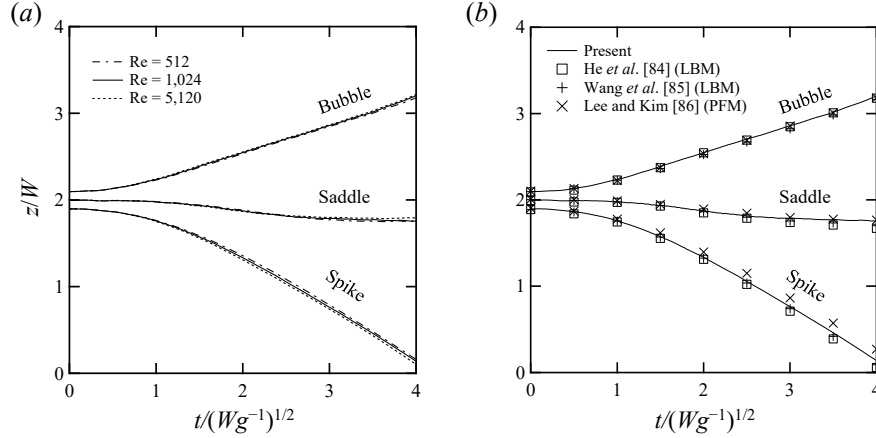 (a)
Re = 512
Re = 1,024
Re = 5,120
Bubble
Saddle
Spike
z/W
4
3
2
1
0
0 1 2 3 4
t/(Wg⁻¹)¹/²
(b)
Present
He et al. [84] (LBM)
Wang et al. [85] (LBM)
Lee and Kim [86] (PFM)
Bubble
Saddle
Spike
4
3
2
1
0
0 1 2 3 4
t/(Wg⁻¹)¹/²